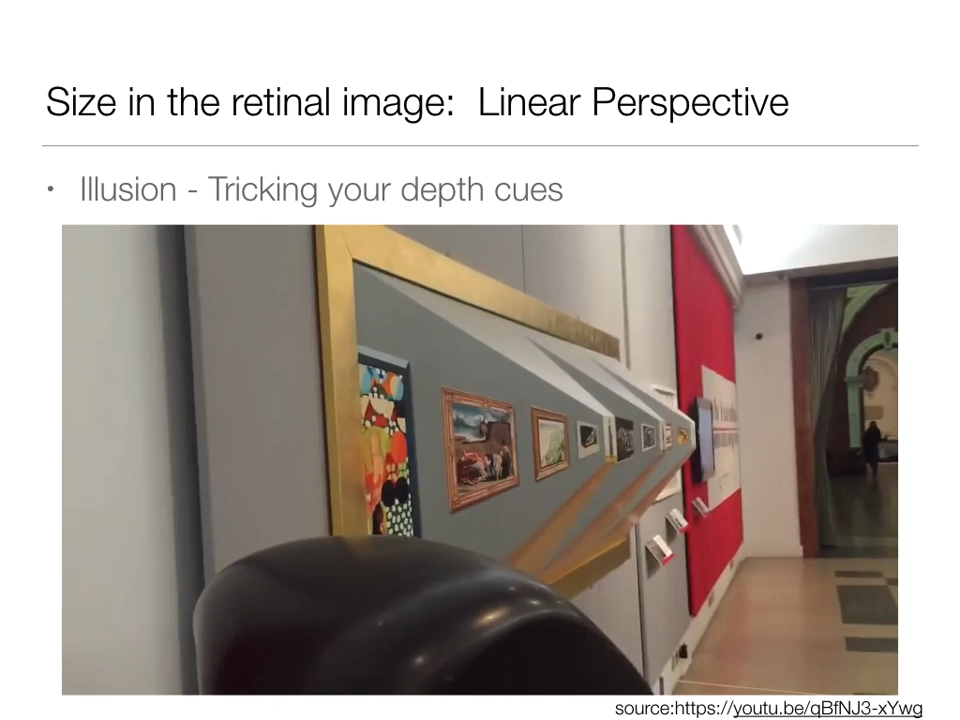 Size in the retinal image: Linear Perspective
• Illusion - Tricking your depth cues
source:https://youtu.be/qBfNJ3-xYwg